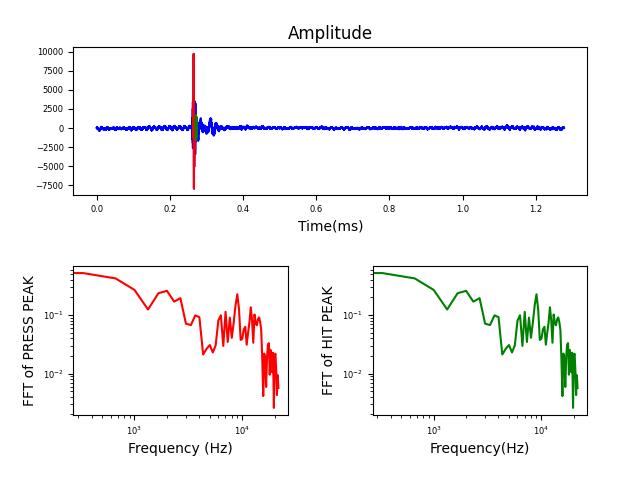 Amplitude
10000
7500
5000
2500
0
−2500
−5000
−7500
0.0 0.2 0.4 0.6 0.8 1.0 1.2
Time(ms)
FFT of PRESS PEAK
10⁻¹
10⁻²
10³ 10⁴
Frequency (Hz)
FFT of HIT PEAK
10⁻¹
10⁻²
10³ 10⁴
Frequency(Hz)